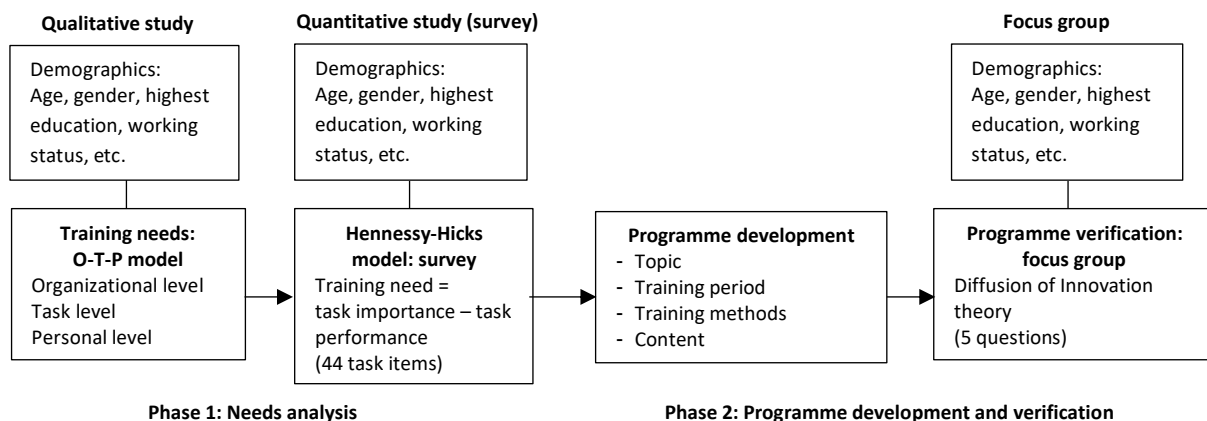 Qualitative study
Demographics:
Age, gender, highest
education, working
status, etc.
Training needs:
O-T-P model
Organizational level
Task level
Personal level
Quantitative study (survey)
Demographics:
Age, gender, highest
education, working
status, etc.
Hennessy-Hicks
model: survey
Training need =
task importance – task
performance
(44 task items)
Phase 1: Needs analysis
Programme development
- Topic
- Training period
- Training methods
- Content
Focus group
Demographics:
Age, gender, highest
education, working
status, etc.
Programme verification:
focus group
Diffusion of Innovation
theory
(5 questions)
Phase 2: Programme development and verification